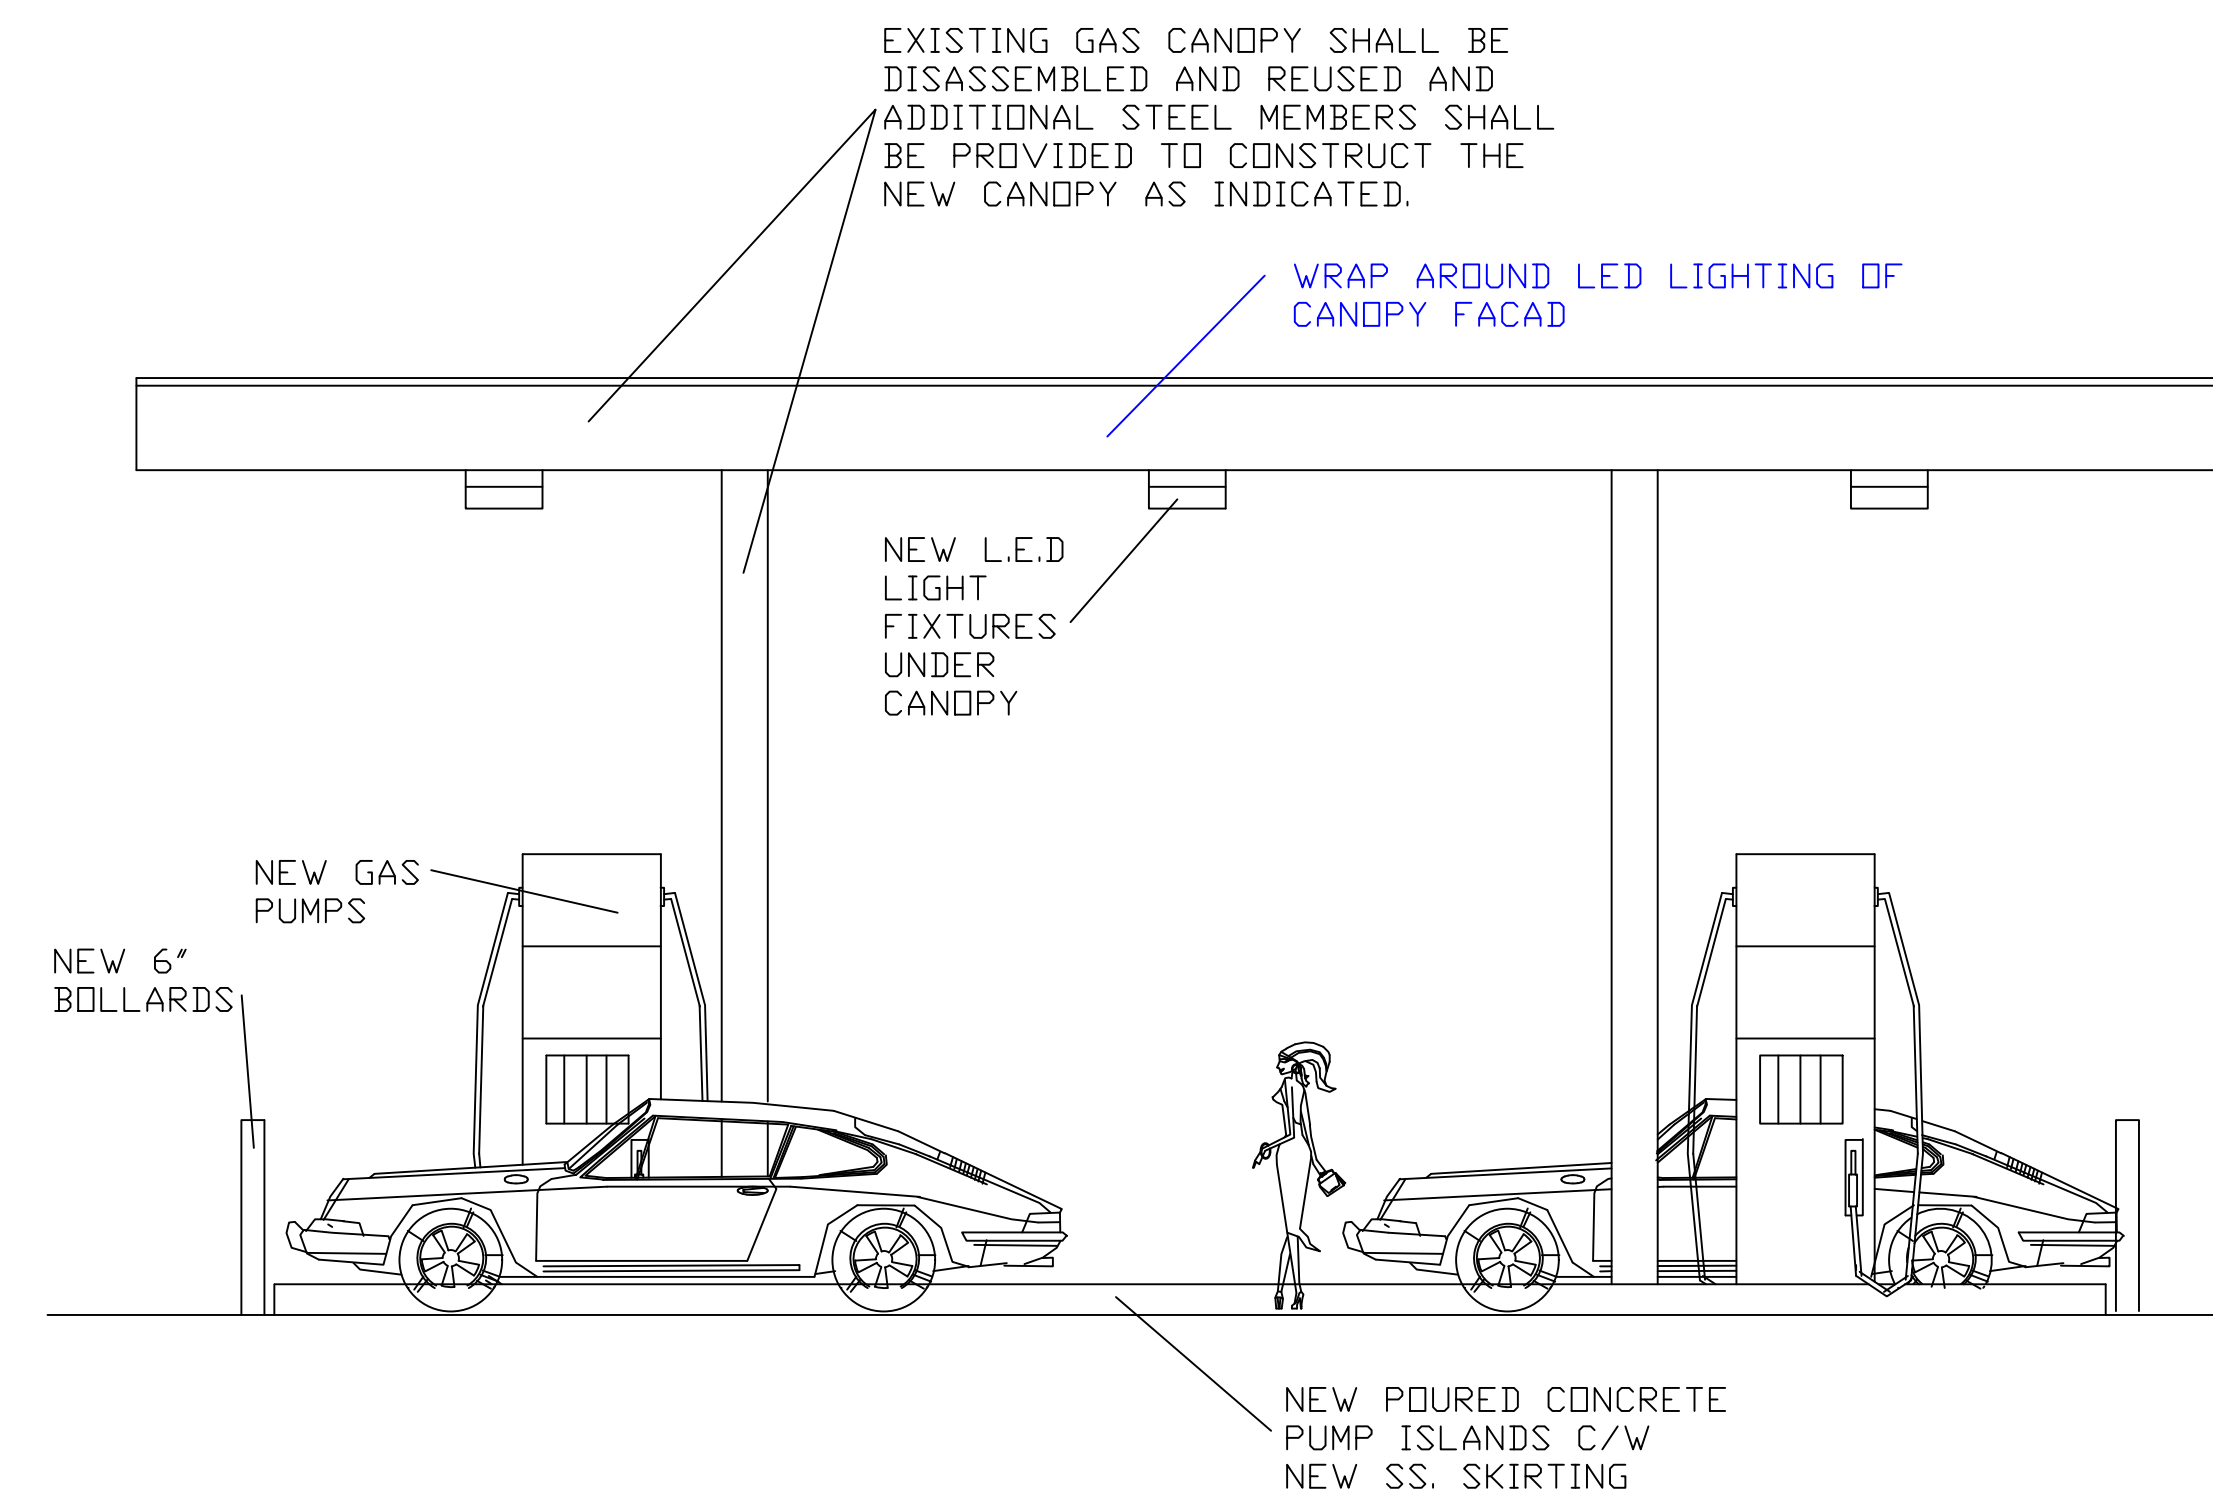 EXISTING GAS CANOPY SHALL BE
DISASSEMBLED AND REUSED AND
ADDITIONAL STEEL MEMBERS SHALL
BE PROVIDED TO CONSTRUCT THE
NEW CANOPY AS INDICATED.
WRAP AROUND LED LIGHTING OF
CANOPY FACAD
NEW L.E.D
LIGHT
FIXTURES
UNDER
CANOPY
NEW GAS
PUMPS
NEW 6"
BOLLARDS
NEW POURED CONCRETE
PUMP ISLANDS C/W
NEW SS. SKIRTING